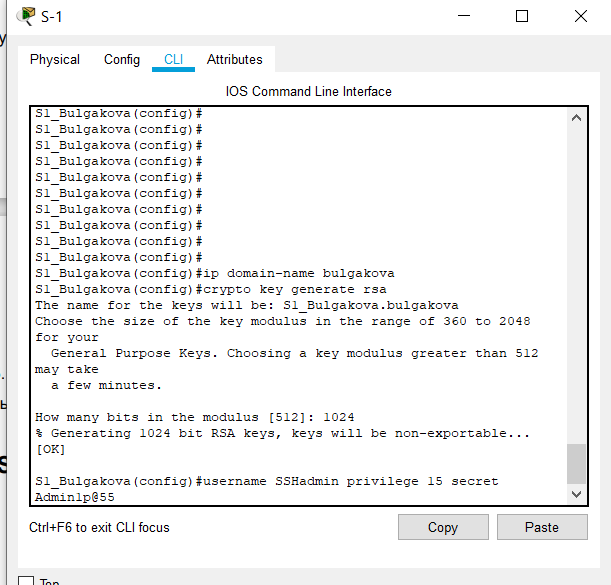 S-1
Physical Config CLI Attributes
IOS Command Line Interface
S1_Bulgakova(config)#
S1_Bulgakova(config)#
S1_Bulgakova(config)#
S1_Bulgakova(config)#
S1_Bulgakova(config)#
S1_Bulgakova(config)#
S1_Bulgakova(config)#
S1_Bulgakova(config)#
S1_Bulgakova(config)#
S1_Bulgakova(config)#
S1_Bulgakova(config)#ip domain-name bulgakova
S1_Bulgakova(config)#crypto key generate rsa
The name for the keys will be: S1_Bulgakova.bulgakova
Choose the size of the key modulus in the range of 360 to 2048
for your
General Purpose Keys. Choosing a key modulus greater than 512
may take
a few minutes.
How many bits in the modulus [512]: 1024
% Generating 1024 bit RSA keys, keys will be non-exportable...
[OK]
S1_Bulgakova(config)#username SSHadmin privilege 15 secret
Admin1p@55
Ctrl+F6 to exit CLI focus
Copy Paste
Top